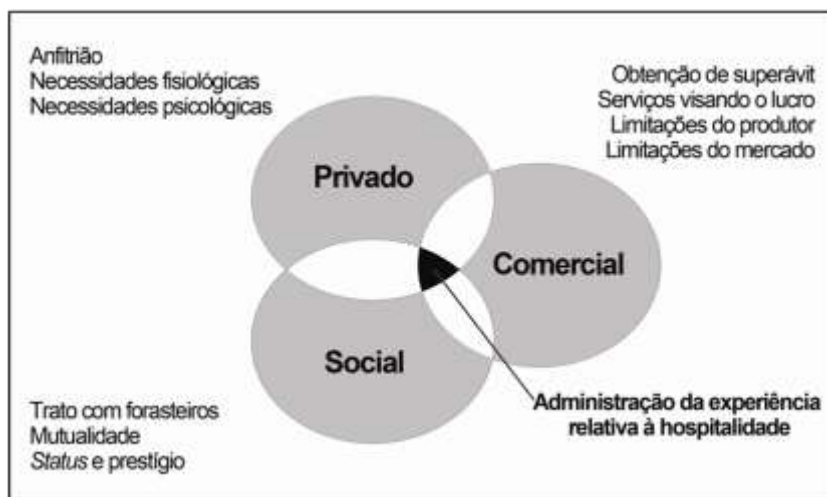 Anfitrião
Necessidades fisiológicas
Necessidades psicológicas
Obtenção de superávit
Serviços visando o lucro
Limitações do produtor
Limitações do mercado
Privado
Comercial
Social
Trato com forasteiros
Mutualidade
Status e prestígio
Administração da experiência
relativa à hospitalidade